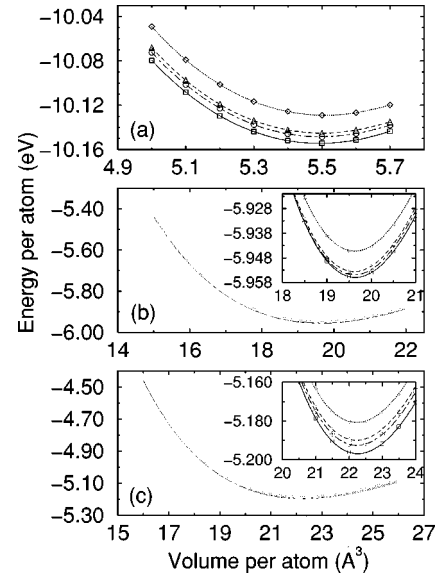 Energy per atom (eV)
−10.04
−10.08
−10.12
−10.16
(a)
4.9 5.1 5.3 5.5 5.7
−5.40
−5.60
−5.80
−6.00
(b)
14 16 18 20 22
−5.928
−5.938
−5.948
−5.958
18 19 20 21
−4.50
−4.70
−4.90
−5.10
−5.30
(c)
15 17 19 21 23 25 27
−5.160
−5.180
−5.200
20 21 22 23 24
Volume per atom (Å³)